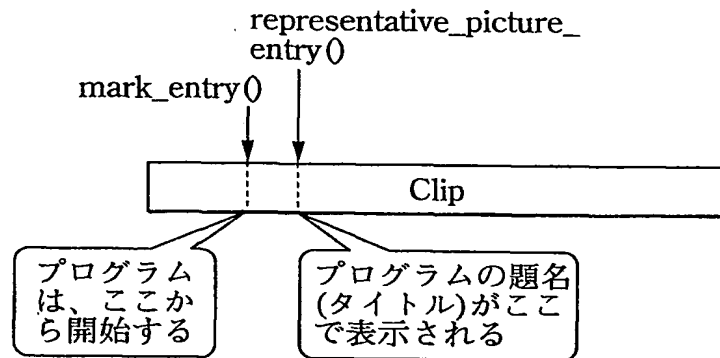 representative_picture_
entry()
mark_entry()
Clip
プログラム
は、ここか
ら開始する
プログラムの題名
(タイトル)がここ
で表示される